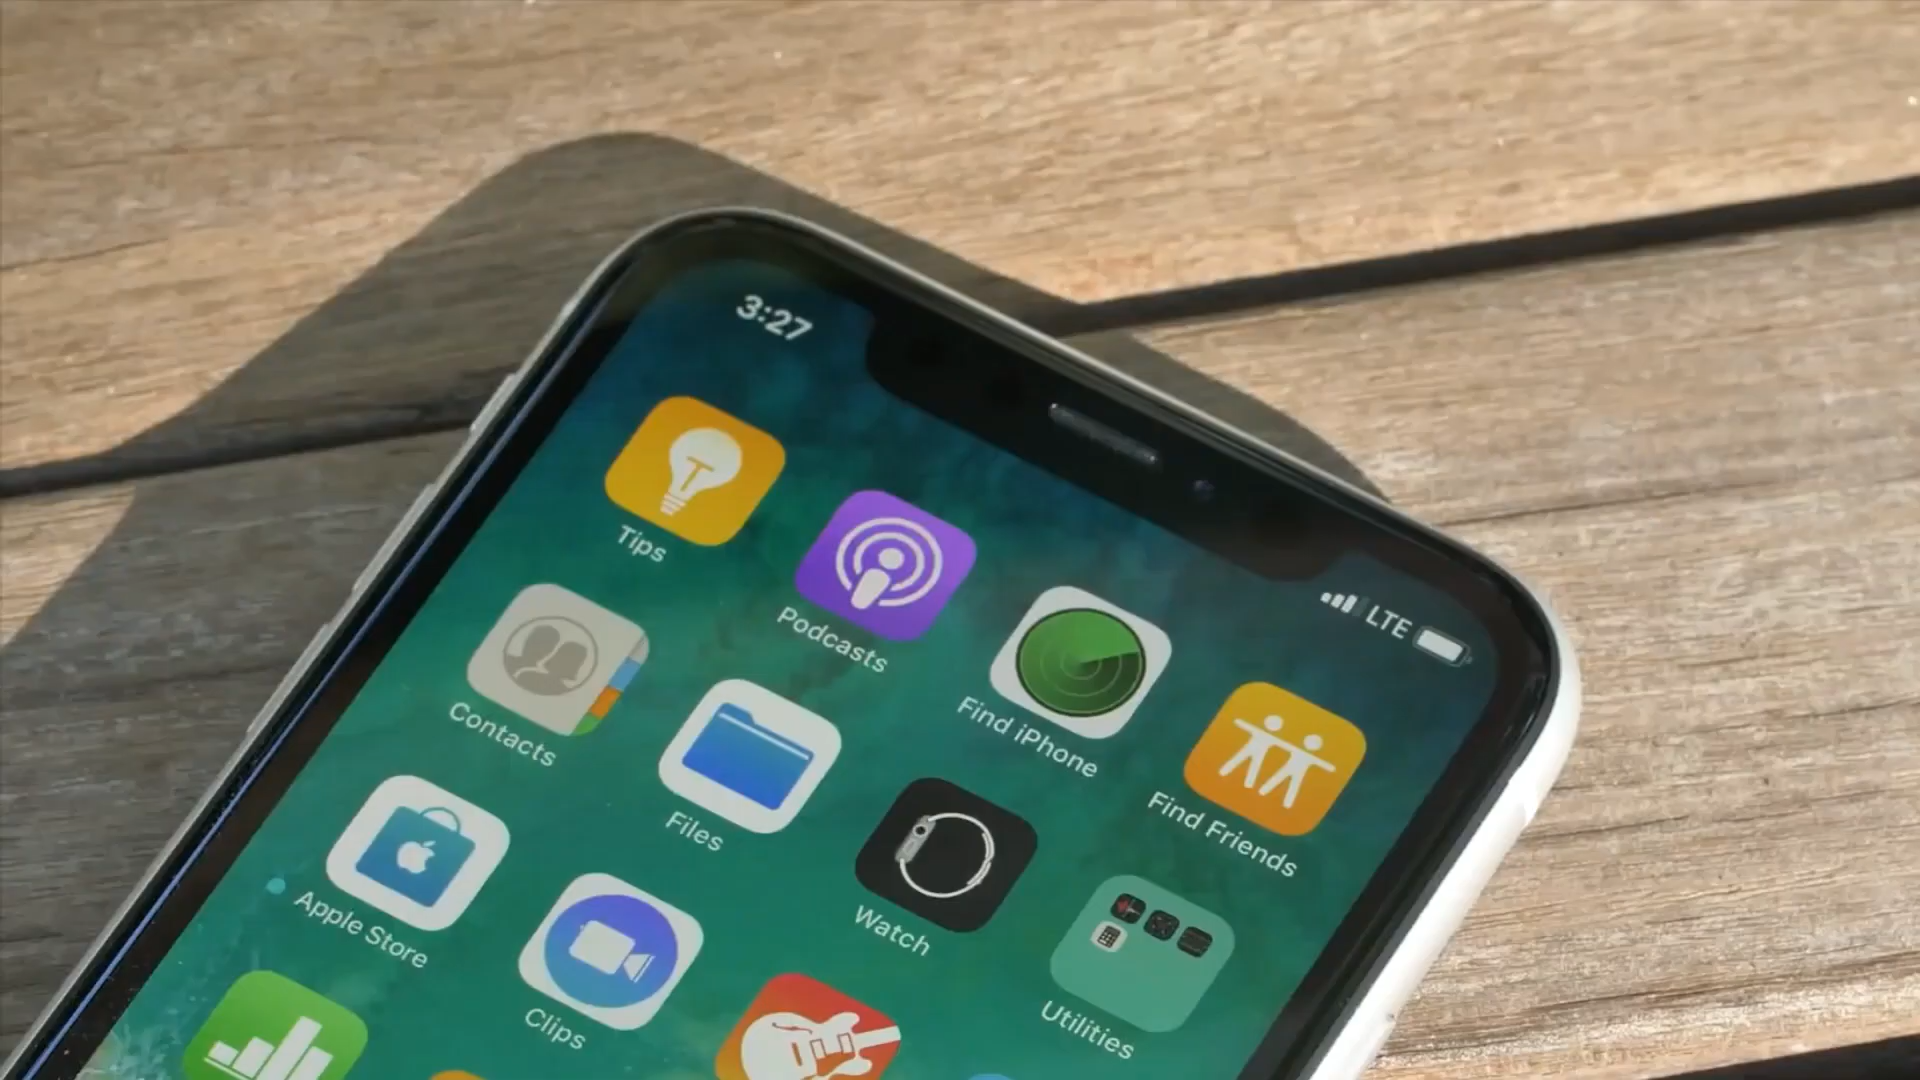 3:27
LTE
Tips
Podcasts
Find iPhone
Find Friends
Contacts
Files
Watch
Utilities
Apple Store
Clips